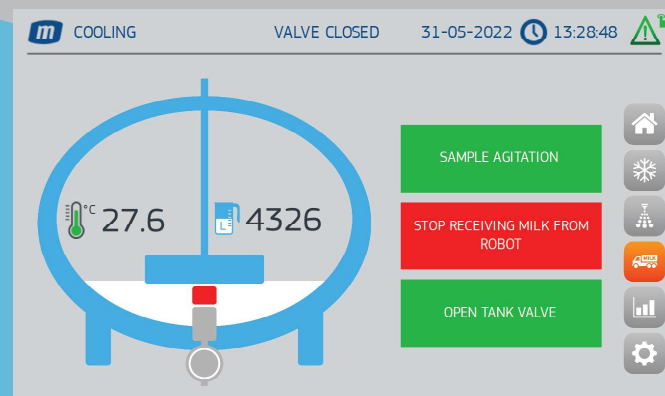 m COOLING VALVE CLOSED 31-05-2022 13:28:48
SAMPLE AGITATION
°C 27.6 L 4326
STOP RECEIVING MILK FROM
ROBOT
MILK
OPEN TANK VALVE